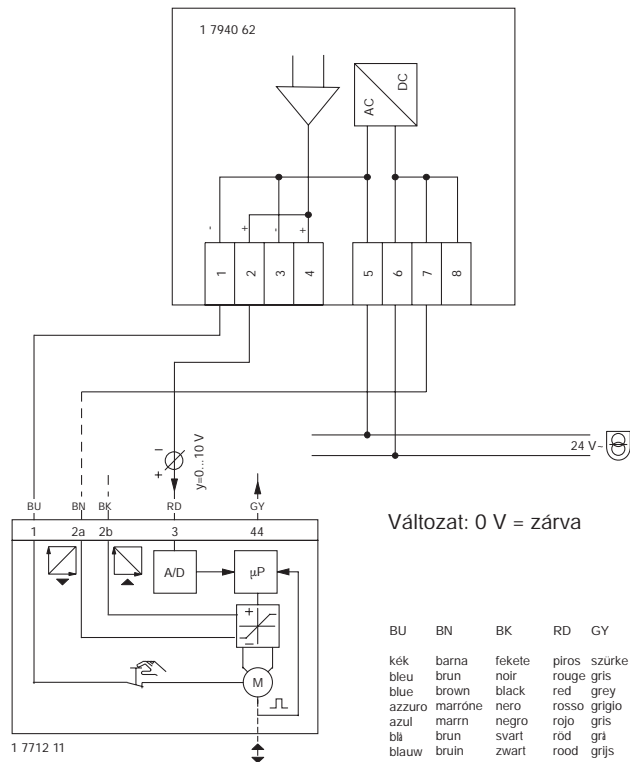 1 7940 62
AC
DC
- + - +
1 2 3 4 5 6 7 8
24 V~
y=0...10 V
- +
BU BN BK RD GY
1 2a 2b 3 44
Változat: 0 V = zárva
A/D µP
+
-
M
1 7712 11
BU BN BK RD GY
kék barna fekete piros szürke
bleu brun noir rouge gris
blue brown black red grey
azzuro marróne nero rosso grigio
azul marrn negro rojo gris
blå brun svart röd grå
blauw bruin zwart rood grijs